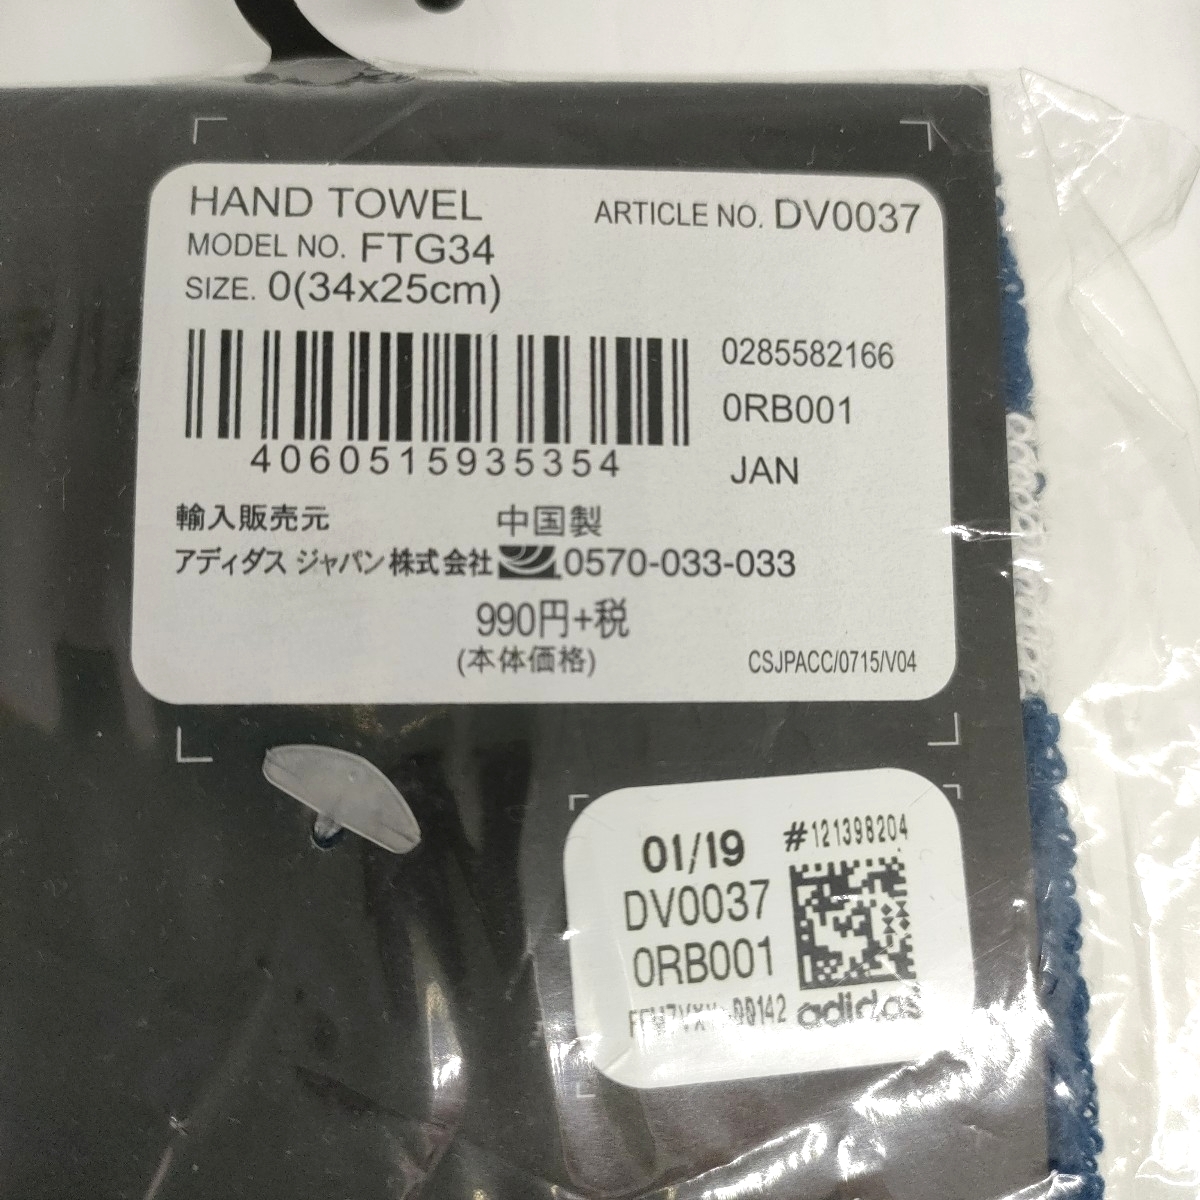 HAND TOWEL
ARTICLE NO. DV0037
MODEL NO. FTG34
SIZE. 0(34x25cm)
0285582166
0RB001
4060515935354
JAN
輸入販売元
中国製
アディダス ジャパン株式会社 0570-033-033
990円+税
(本体価格)
CSJPACC/0715/V04
01/19
#121398204
DV0037
0RB001
adidas